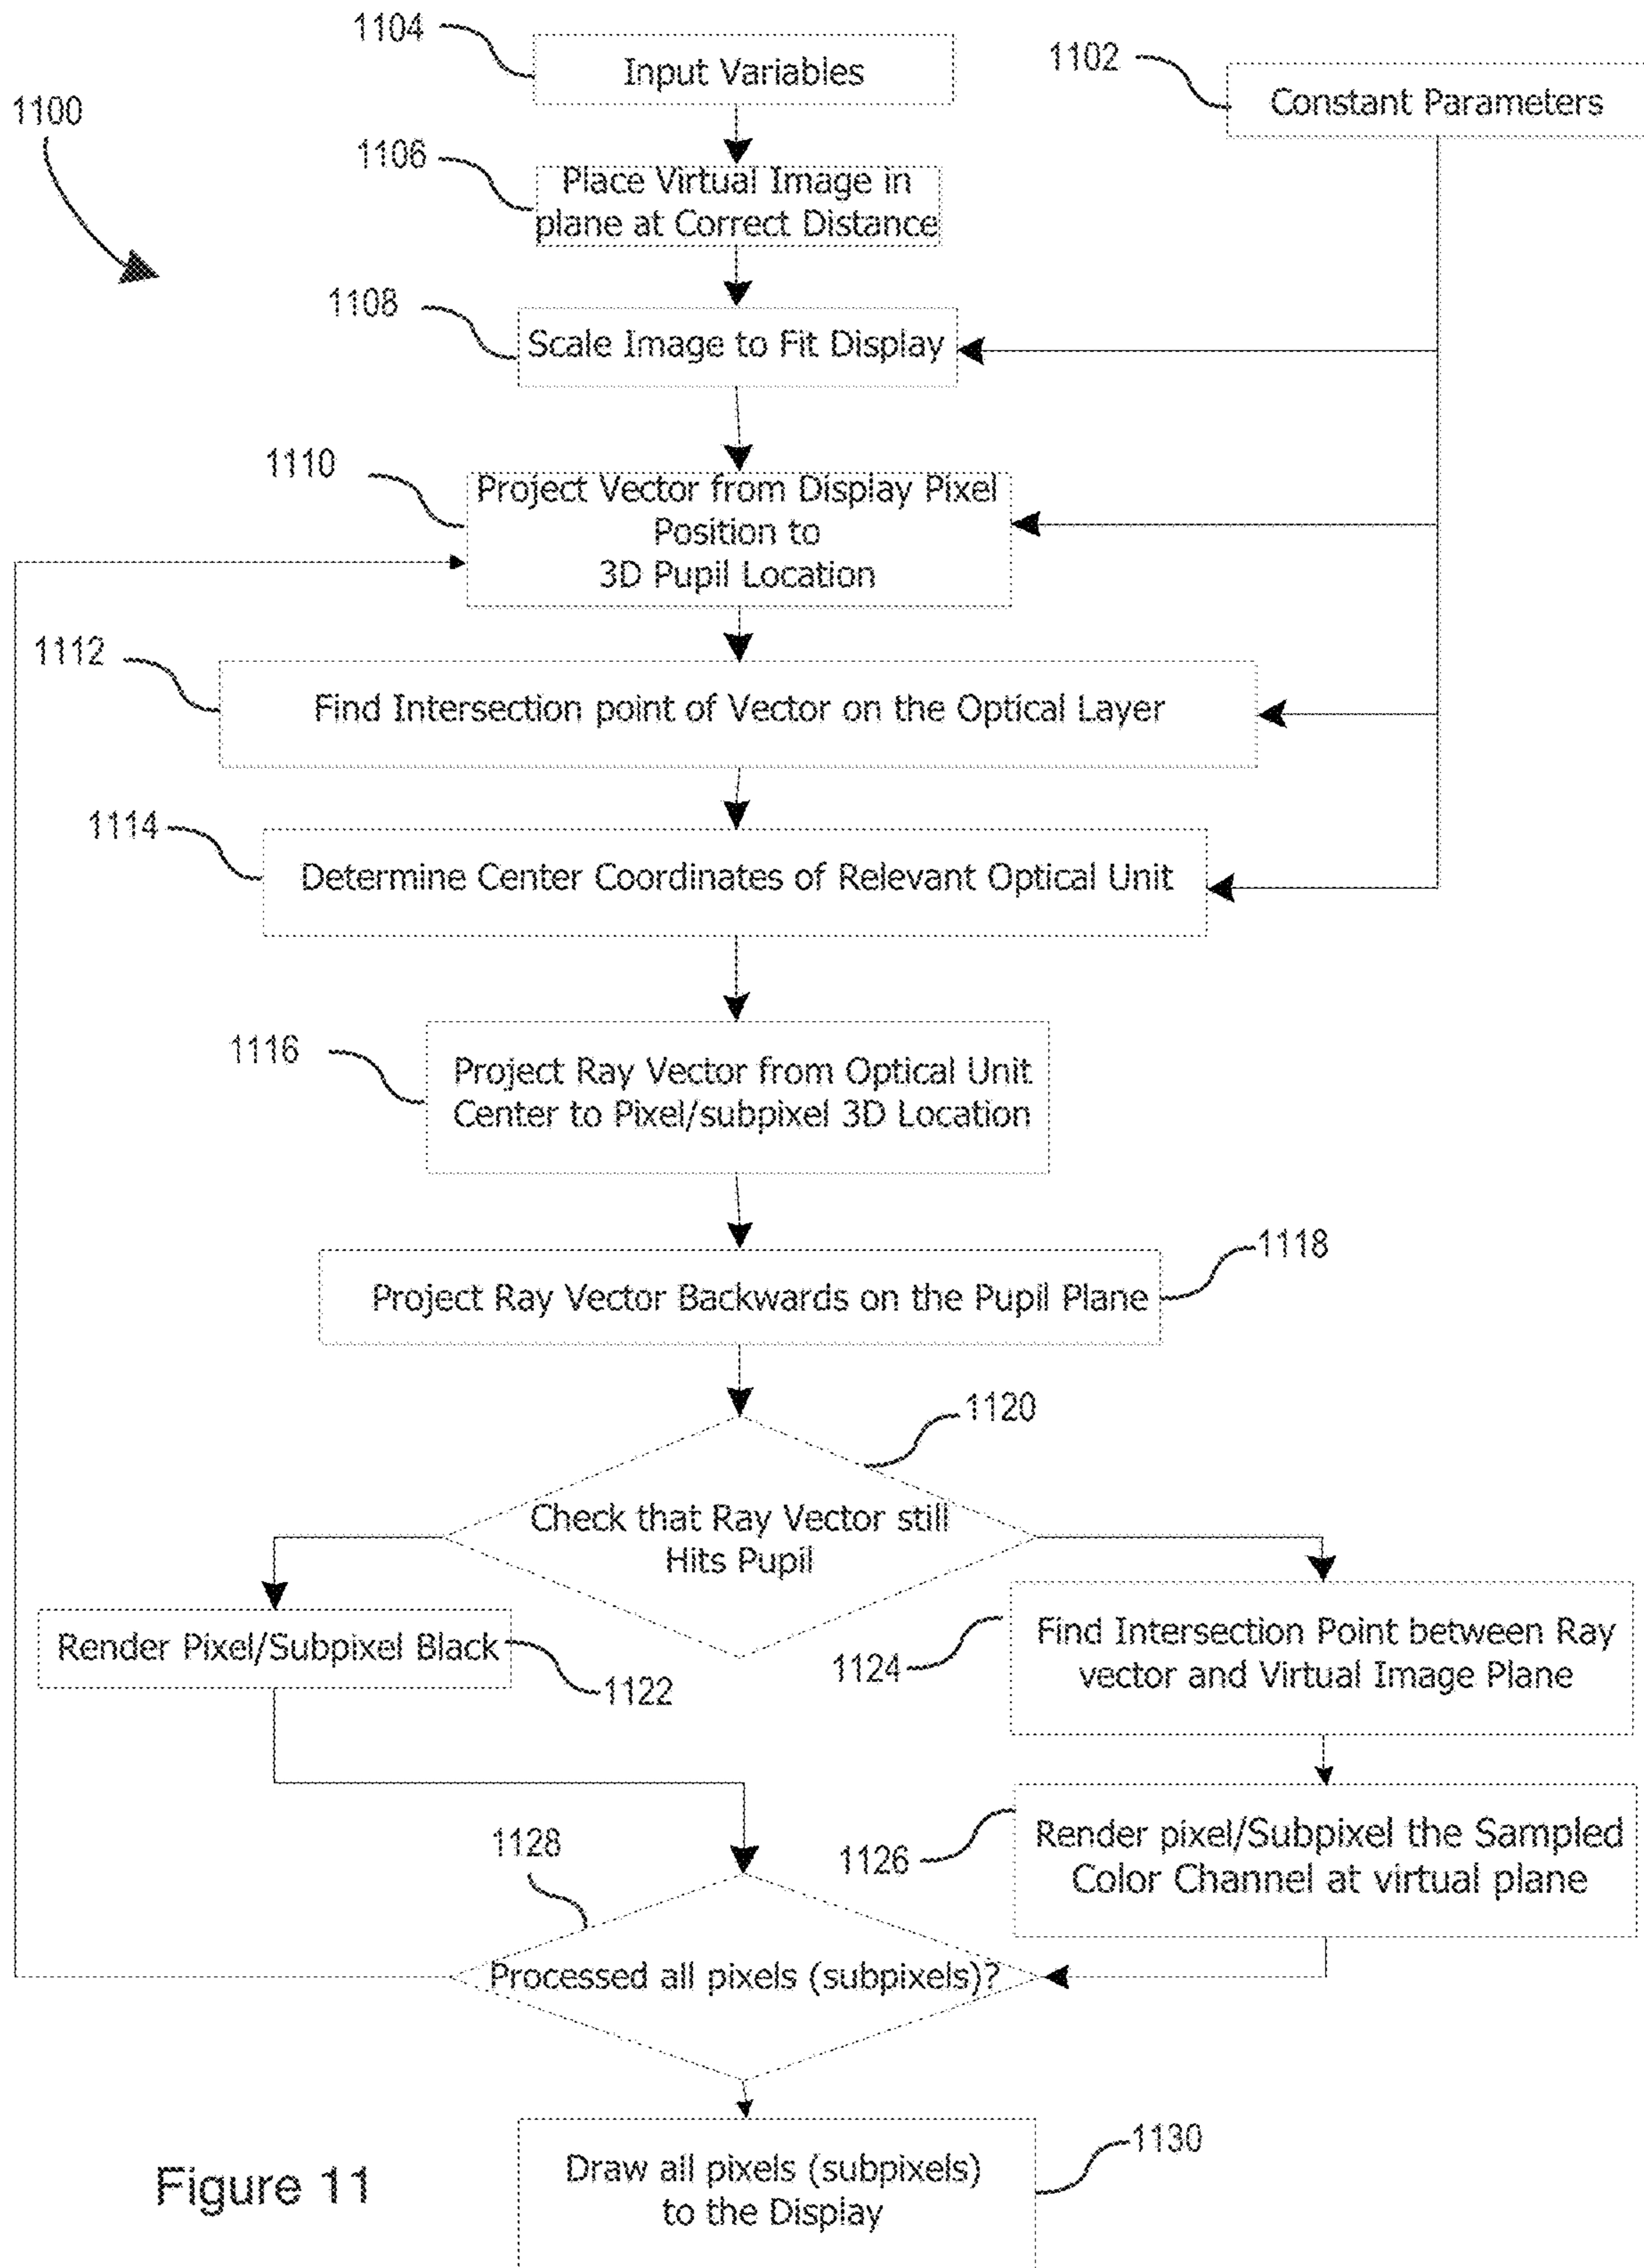 1104
Input Variables
1102
Constant Parameters
1100
1106
Place Virtual Image in
plane at Correct Distance
1108
Scale Image to Fit Display
1110
Project Vector from Display Pixel
Position to
3D Pupil Location
1112
Find Intersection point of Vector on the Optical Layer
1114
Determine Center Coordinates of Relevant Optical Unit
1116
Project Ray Vector from Optical Unit
Center to Pixel/subpixel 3D Location
1118
Project Ray Vector Backwards on the Pupil Plane
1120
Check that Ray Vector still
Hits Pupil
Render Pixel/Subpixel Black
1122
1124
Find Intersection Point between Ray
vector and Virtual Image Plane
1126
Render pixel/Subpixel the Sampled
Color Channel at virtual plane
1128
Processed all pixels (subpixels)?
1130
Draw all pixels (subpixels)
to the Display
Figure 11